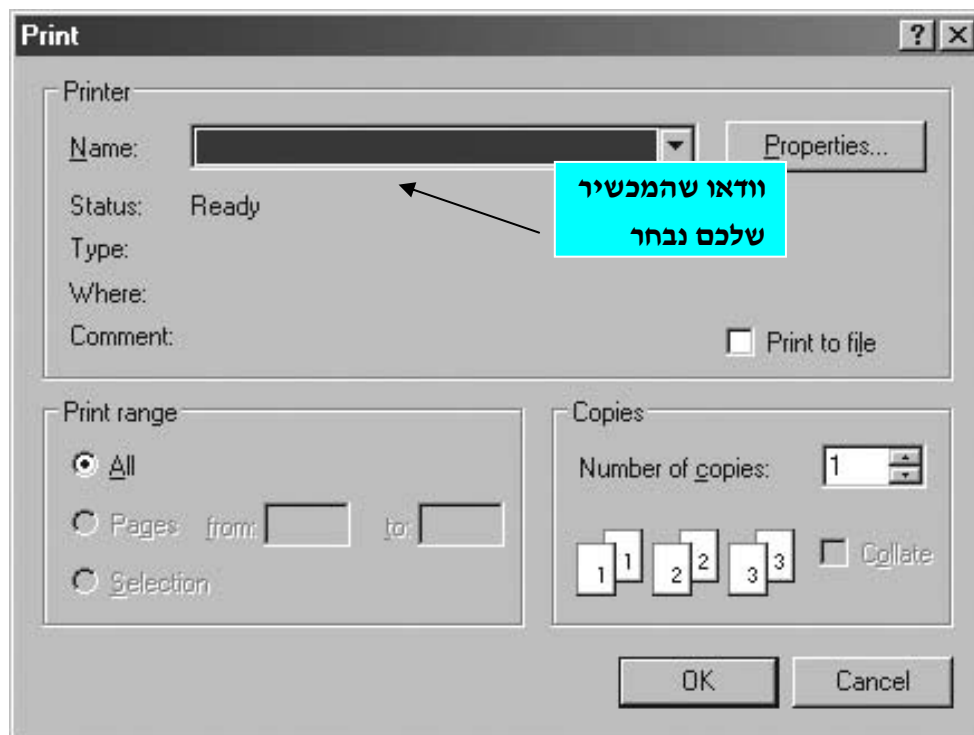 Print
Printer
Name:
Properties...
וודאו שהמכשיר
שלכם נבחר
Status: Ready
Type:
Where:
Comment:
Print to file
Print range
All
Pages from: to:
Selection
Copies
Number of copies: 1
1 1 2 2 3 3
Collate
OK
Cancel